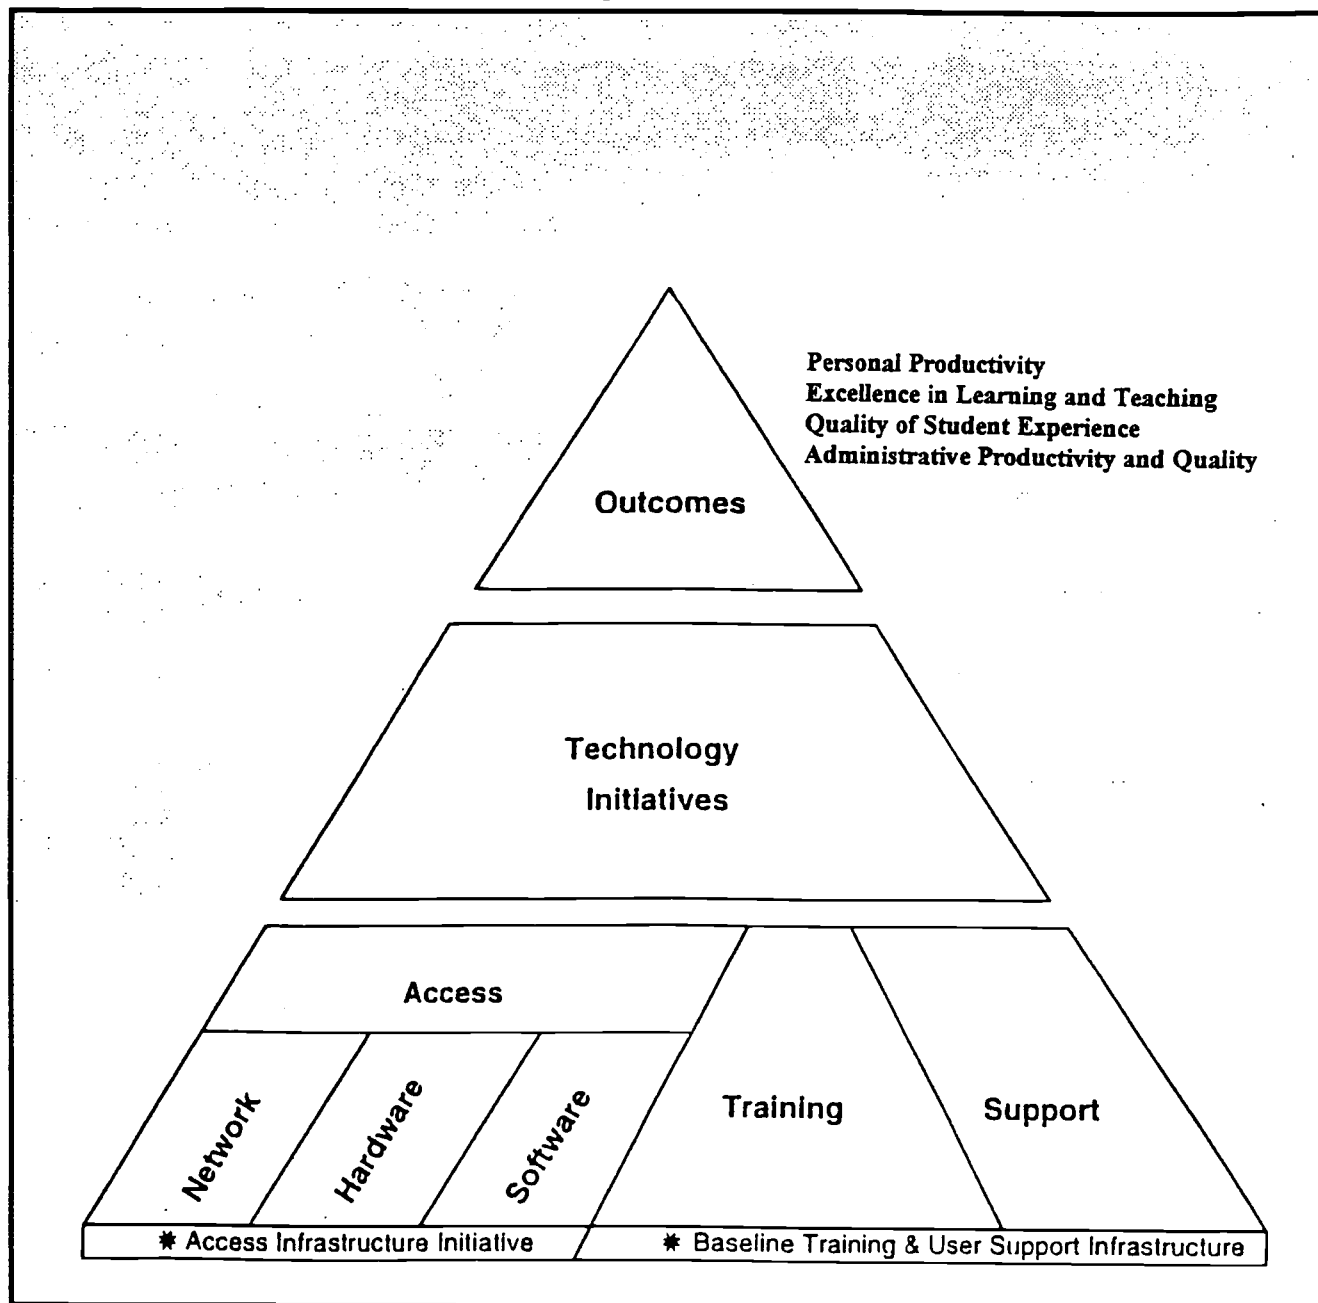 Personal Productivity
Excellence in Learning and Teaching
Quality of Student Experience
Administrative Productivity and Quality
Outcomes
Technology
Initiatives
Access
Network
Hardware
Software
Training
Support
* Access Infrastructure Initiative
* Baseline Training & User Support Infrastructure